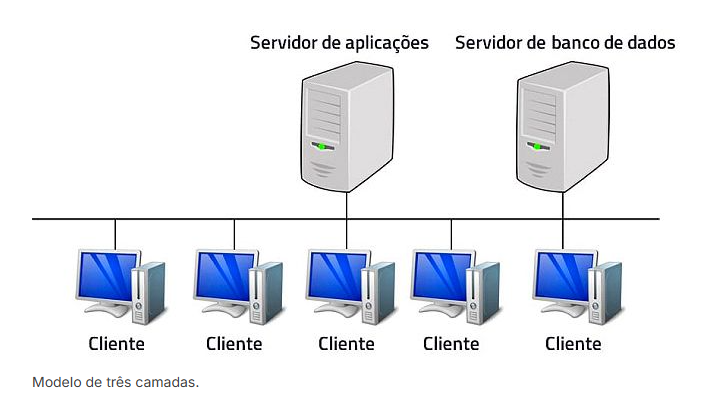 Servidor de aplicações
Servidor de banco de dados
Cliente
Cliente
Cliente
Cliente
Cliente
Modelo de três camadas.